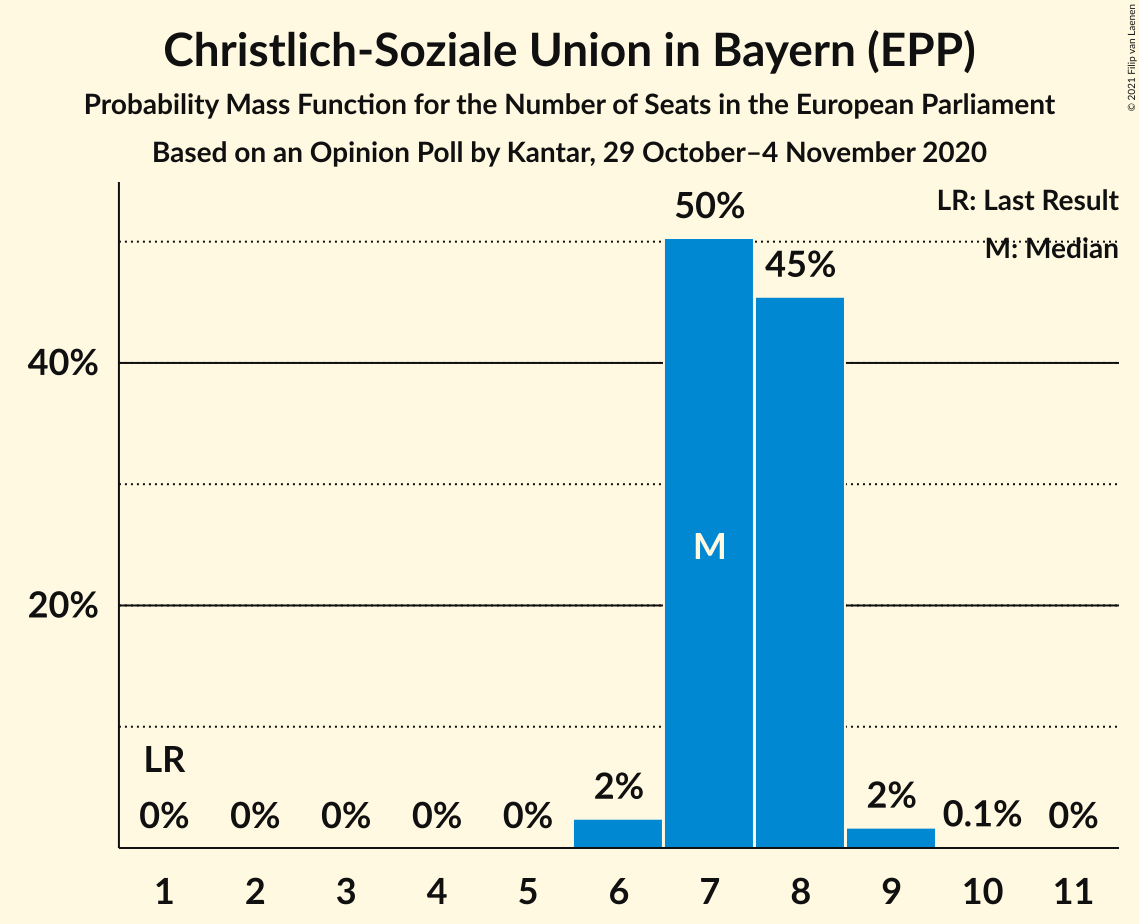 Christlich-Soziale Union in Bayern (EPP)
Probability Mass Function for the Number of Seats in the European Parliament
Based on an Opinion Poll by Kantar, 29 October–4 November 2020
© 2021 Filip van Laenen
LR: Last Result
M: Median
50%
45%
40%
M
20%
LR
0% 0% 0% 0% 0% 2% 2% 0.1% 0%
1 2 3 4 5 6 7 8 9 10 11